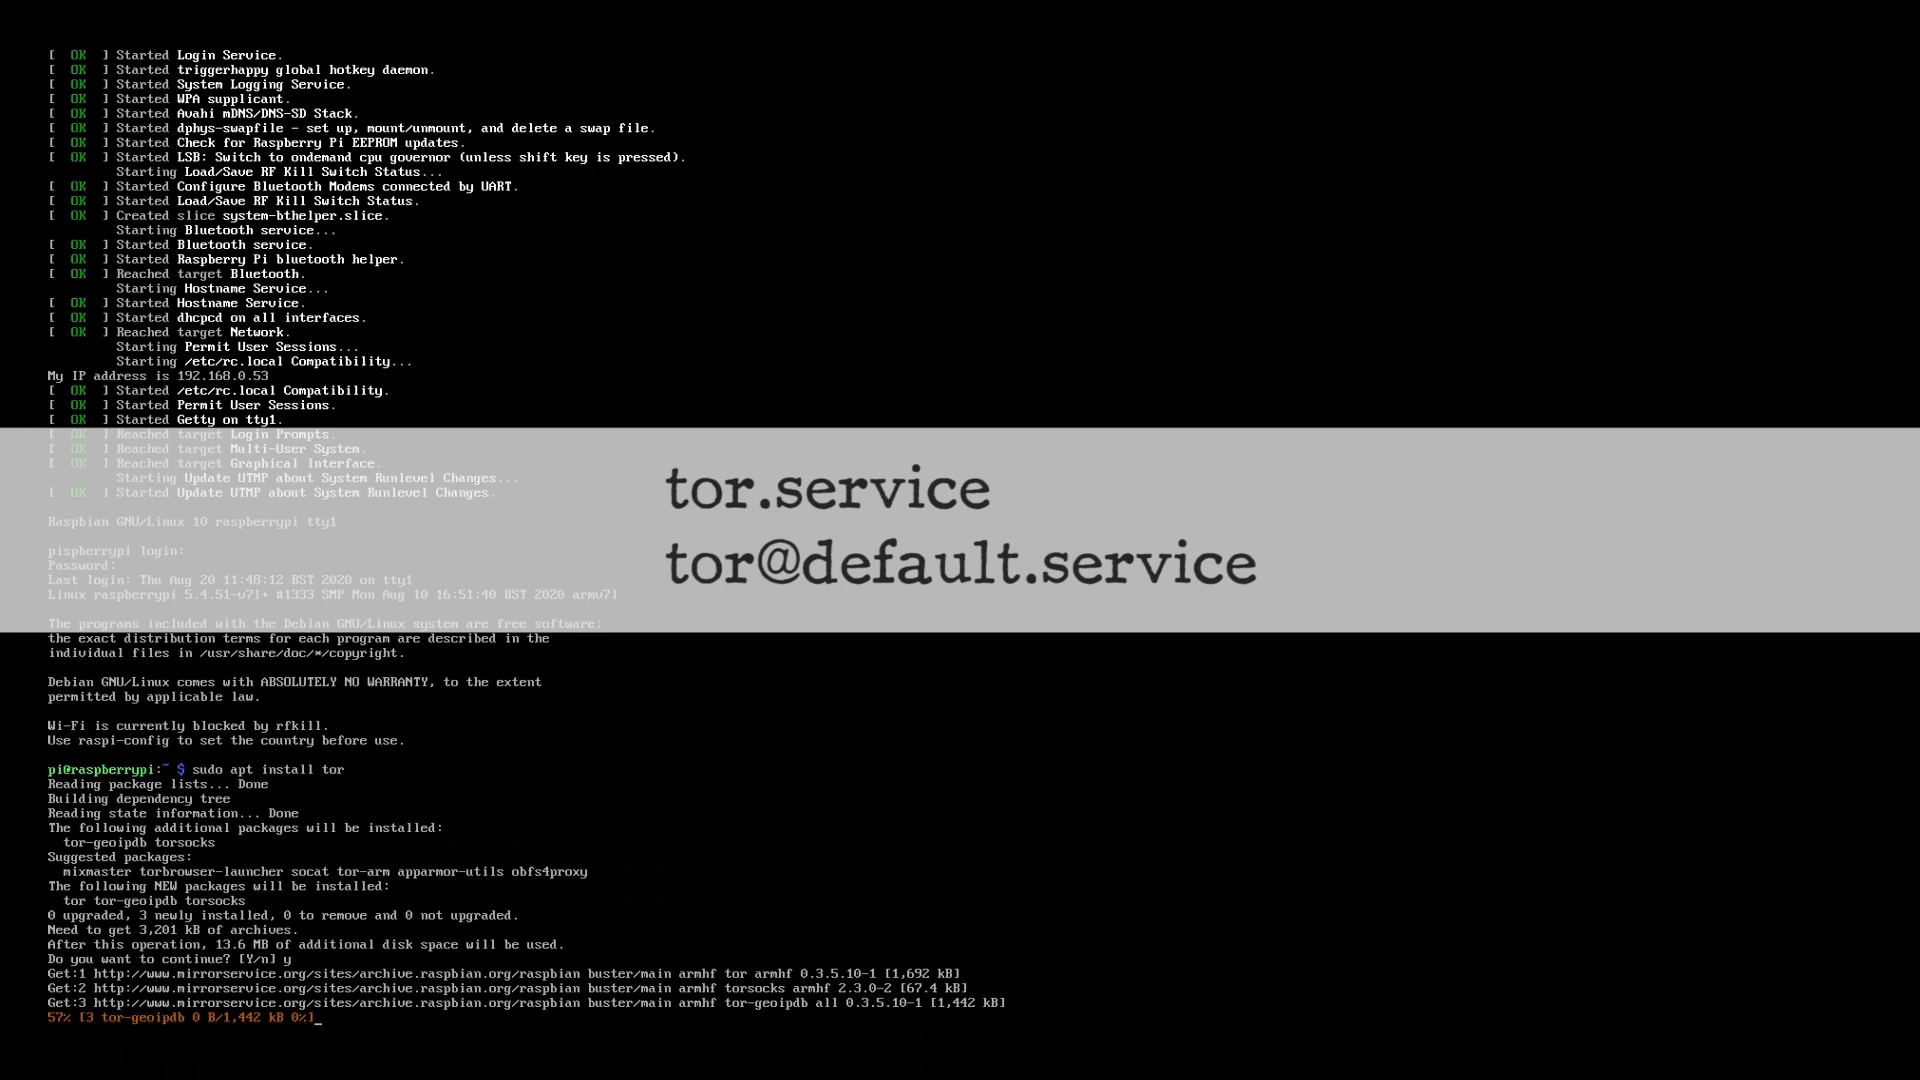 [  OK  ] Started Login Service.
[  OK  ] Started triggerhappy global hotkey daemon.
[  OK  ] Started System Logging Service.
[  OK  ] Started WPA supplicant.
[  OK  ] Started Avahi mDNS/DNS-SD Stack.
[  OK  ] Started dphys-swapfile - set up, mount/unmount, and delete a swap file.
[  OK  ] Started Check for Raspberry Pi EEPROM updates.
[  OK  ] Started LSB: Switch to ondemand cpu governor (unless shift key is pressed).
Starting Load/Save RF Kill Switch Status...
[  OK  ] Started Configure Bluetooth Modems connected by UART.
[  OK  ] Started Load/Save RF Kill Switch Status.
[  OK  ] Created slice system-bthelper.slice.
Starting Bluetooth service...
[  OK  ] Started Bluetooth service.
[  OK  ] Started Raspberry Pi bluetooth helper.
[  OK  ] Reached target Bluetooth.
Starting Hostname Service...
[  OK  ] Started Hostname Service.
[  OK  ] Started dhcpcd on all interfaces.
[  OK  ] Reached target Network.
Starting Permit User Sessions...
Starting /etc/rc.local Compatibility...
My IP address is 192.168.0.53
[  OK  ] Started /etc/rc.local Compatibility.
[  OK  ] Started Permit User Sessions.
[  OK  ] Started Getty on tty1.
[  OK  ] Reached target Login Prompts.
[  OK  ] Reached target Multi-User System.
[  OK  ] Reached target Graphical Interface.
Starting Update UTMP about System Runlevel Changes...
[  OK  ] Started Update UTMP about System Runlevel Changes.
tor.service
tor@default.service
Raspbian GNU/Linux 10 raspberrypi tty1
pispberrypi login:
Password:
Last login: Thu Aug 20 11:48:12 BST 2020 on tty1
Linux raspberrypi 5.4.51-v7l+ #1333 SMP Mon Aug 10 16:51:40 BST 2020 armv7l
The programs included with the Debian GNU/Linux system are free software;
the exact distribution terms for each program are described in the
individual files in /usr/share/doc/*/copyright.
Debian GNU/Linux comes with ABSOLUTELY NO WARRANTY, to the extent
permitted by applicable law.
Wi-Fi is currently blocked by rfkill.
Use raspi-config to set the country before use.
pi@raspberrypi:~ $ sudo apt install tor
Reading package lists... Done
Building dependency tree
Reading state information... Done
The following additional packages will be installed:
tor-geoipdb torsocks
Suggested packages:
mixmaster torbrowser-launcher socat tor-arm apparmor-utils obfs4proxy
The following NEW packages will be installed:
tor tor-geoipdb torsocks
0 upgraded, 3 newly installed, 0 to remove and 0 not upgraded.
Need to get 3,201 kB of archives.
After this operation, 13.6 MB of additional disk space will be used.
Do you want to continue? [Y/n] y
Get:1 http://www.mirrorservice.org/sites/archive.raspbian.org/raspbian buster/main armhf tor armhf 0.3.5.10-1 [1,692 kB]
Get:2 http://www.mirrorservice.org/sites/archive.raspbian.org/raspbian buster/main armhf torsocks armhf 2.3.0-2 [67.4 kB]
Get:3 http://www.mirrorservice.org/sites/archive.raspbian.org/raspbian buster/main armhf tor-geoipdb all 0.3.5.10-1 [1,442 kB]
57% [3 tor-geoipdb 0 B/1,442 kB 0%]_